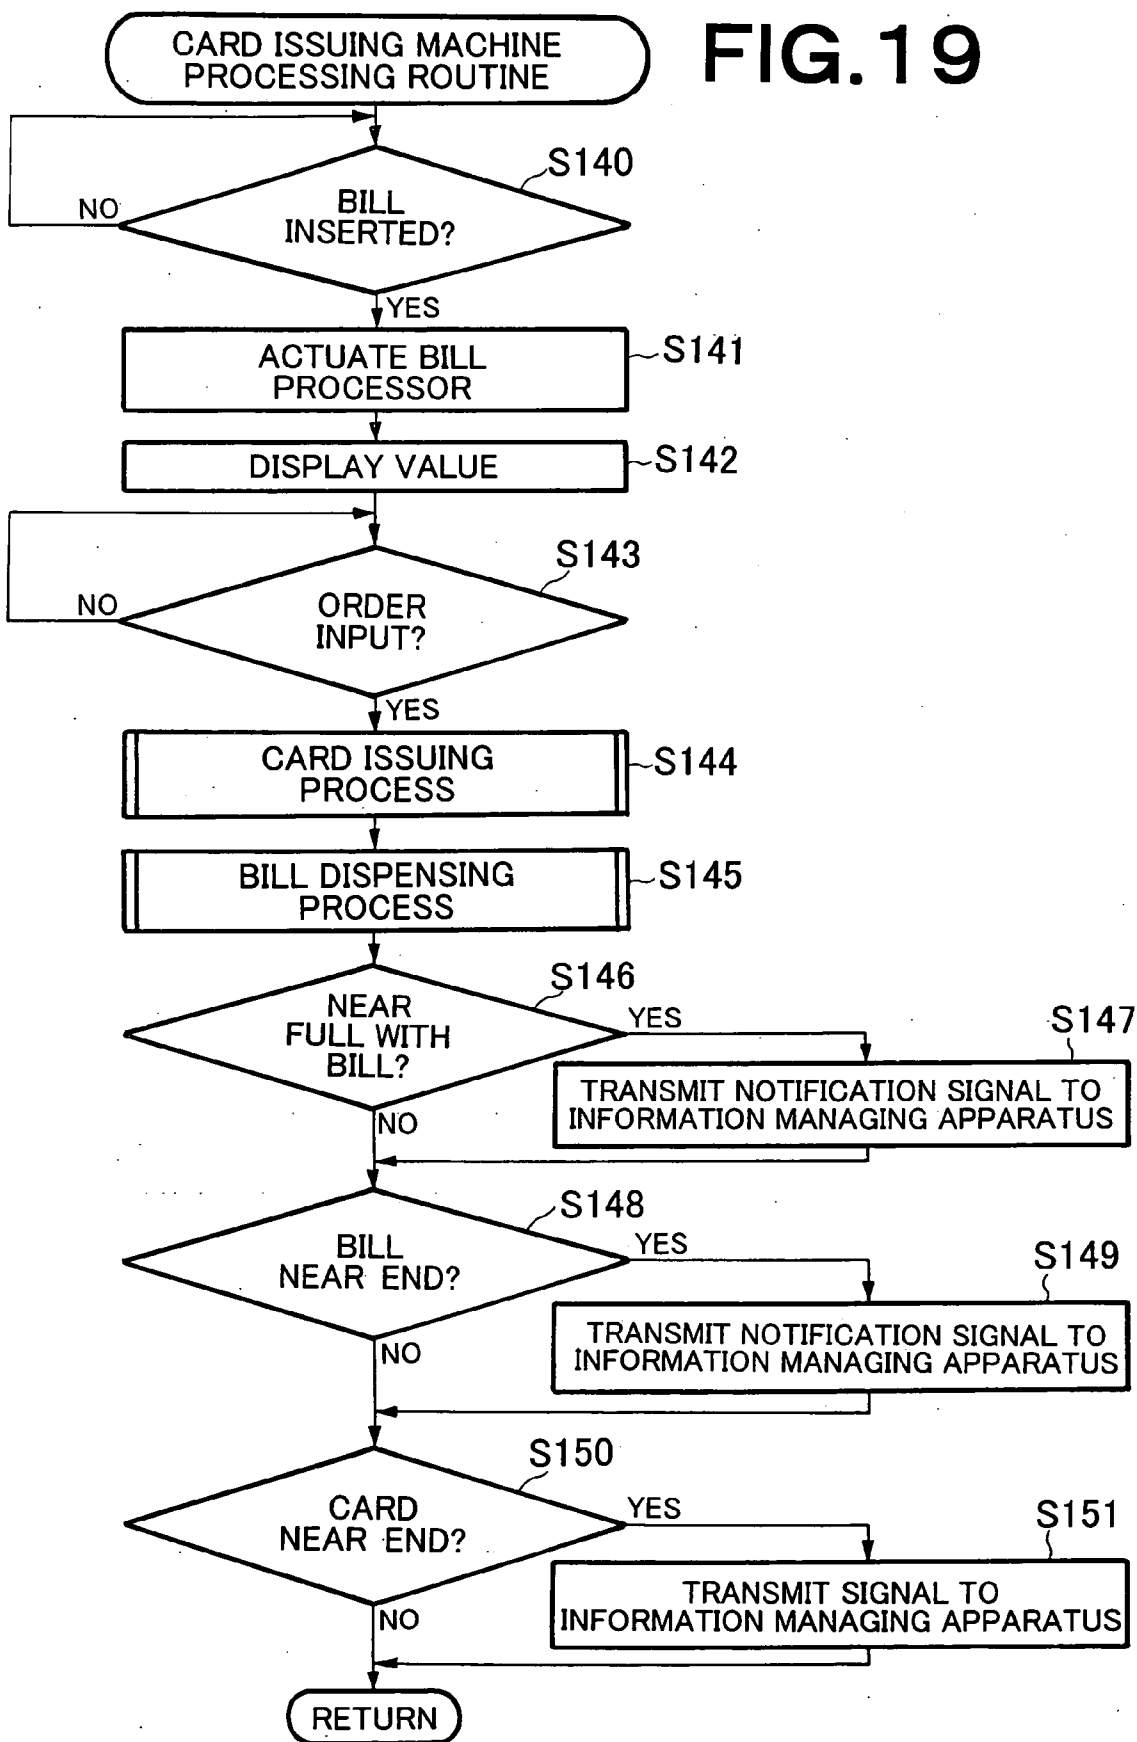 FIG.19
CARD ISSUING MACHINE
PROCESSING ROUTINE
S140
BILL
INSERTED?
NO
YES
S141
ACTUATE BILL
PROCESSOR
S142
DISPLAY VALUE
S143
ORDER
INPUT?
NO
YES
S144
CARD ISSUING
PROCESS
S145
BILL DISPENSING
PROCESS
S146
NEAR
FULL WITH
BILL?
YES
NO
S147
TRANSMIT NOTIFICATION SIGNAL TO
INFORMATION MANAGING APPARATUS
S148
BILL
NEAR END?
YES
NO
S149
TRANSMIT NOTIFICATION SIGNAL TO
INFORMATION MANAGING APPARATUS
S150
CARD
NEAR END?
YES
NO
S151
TRANSMIT SIGNAL TO
INFORMATION MANAGING APPARATUS
RETURN